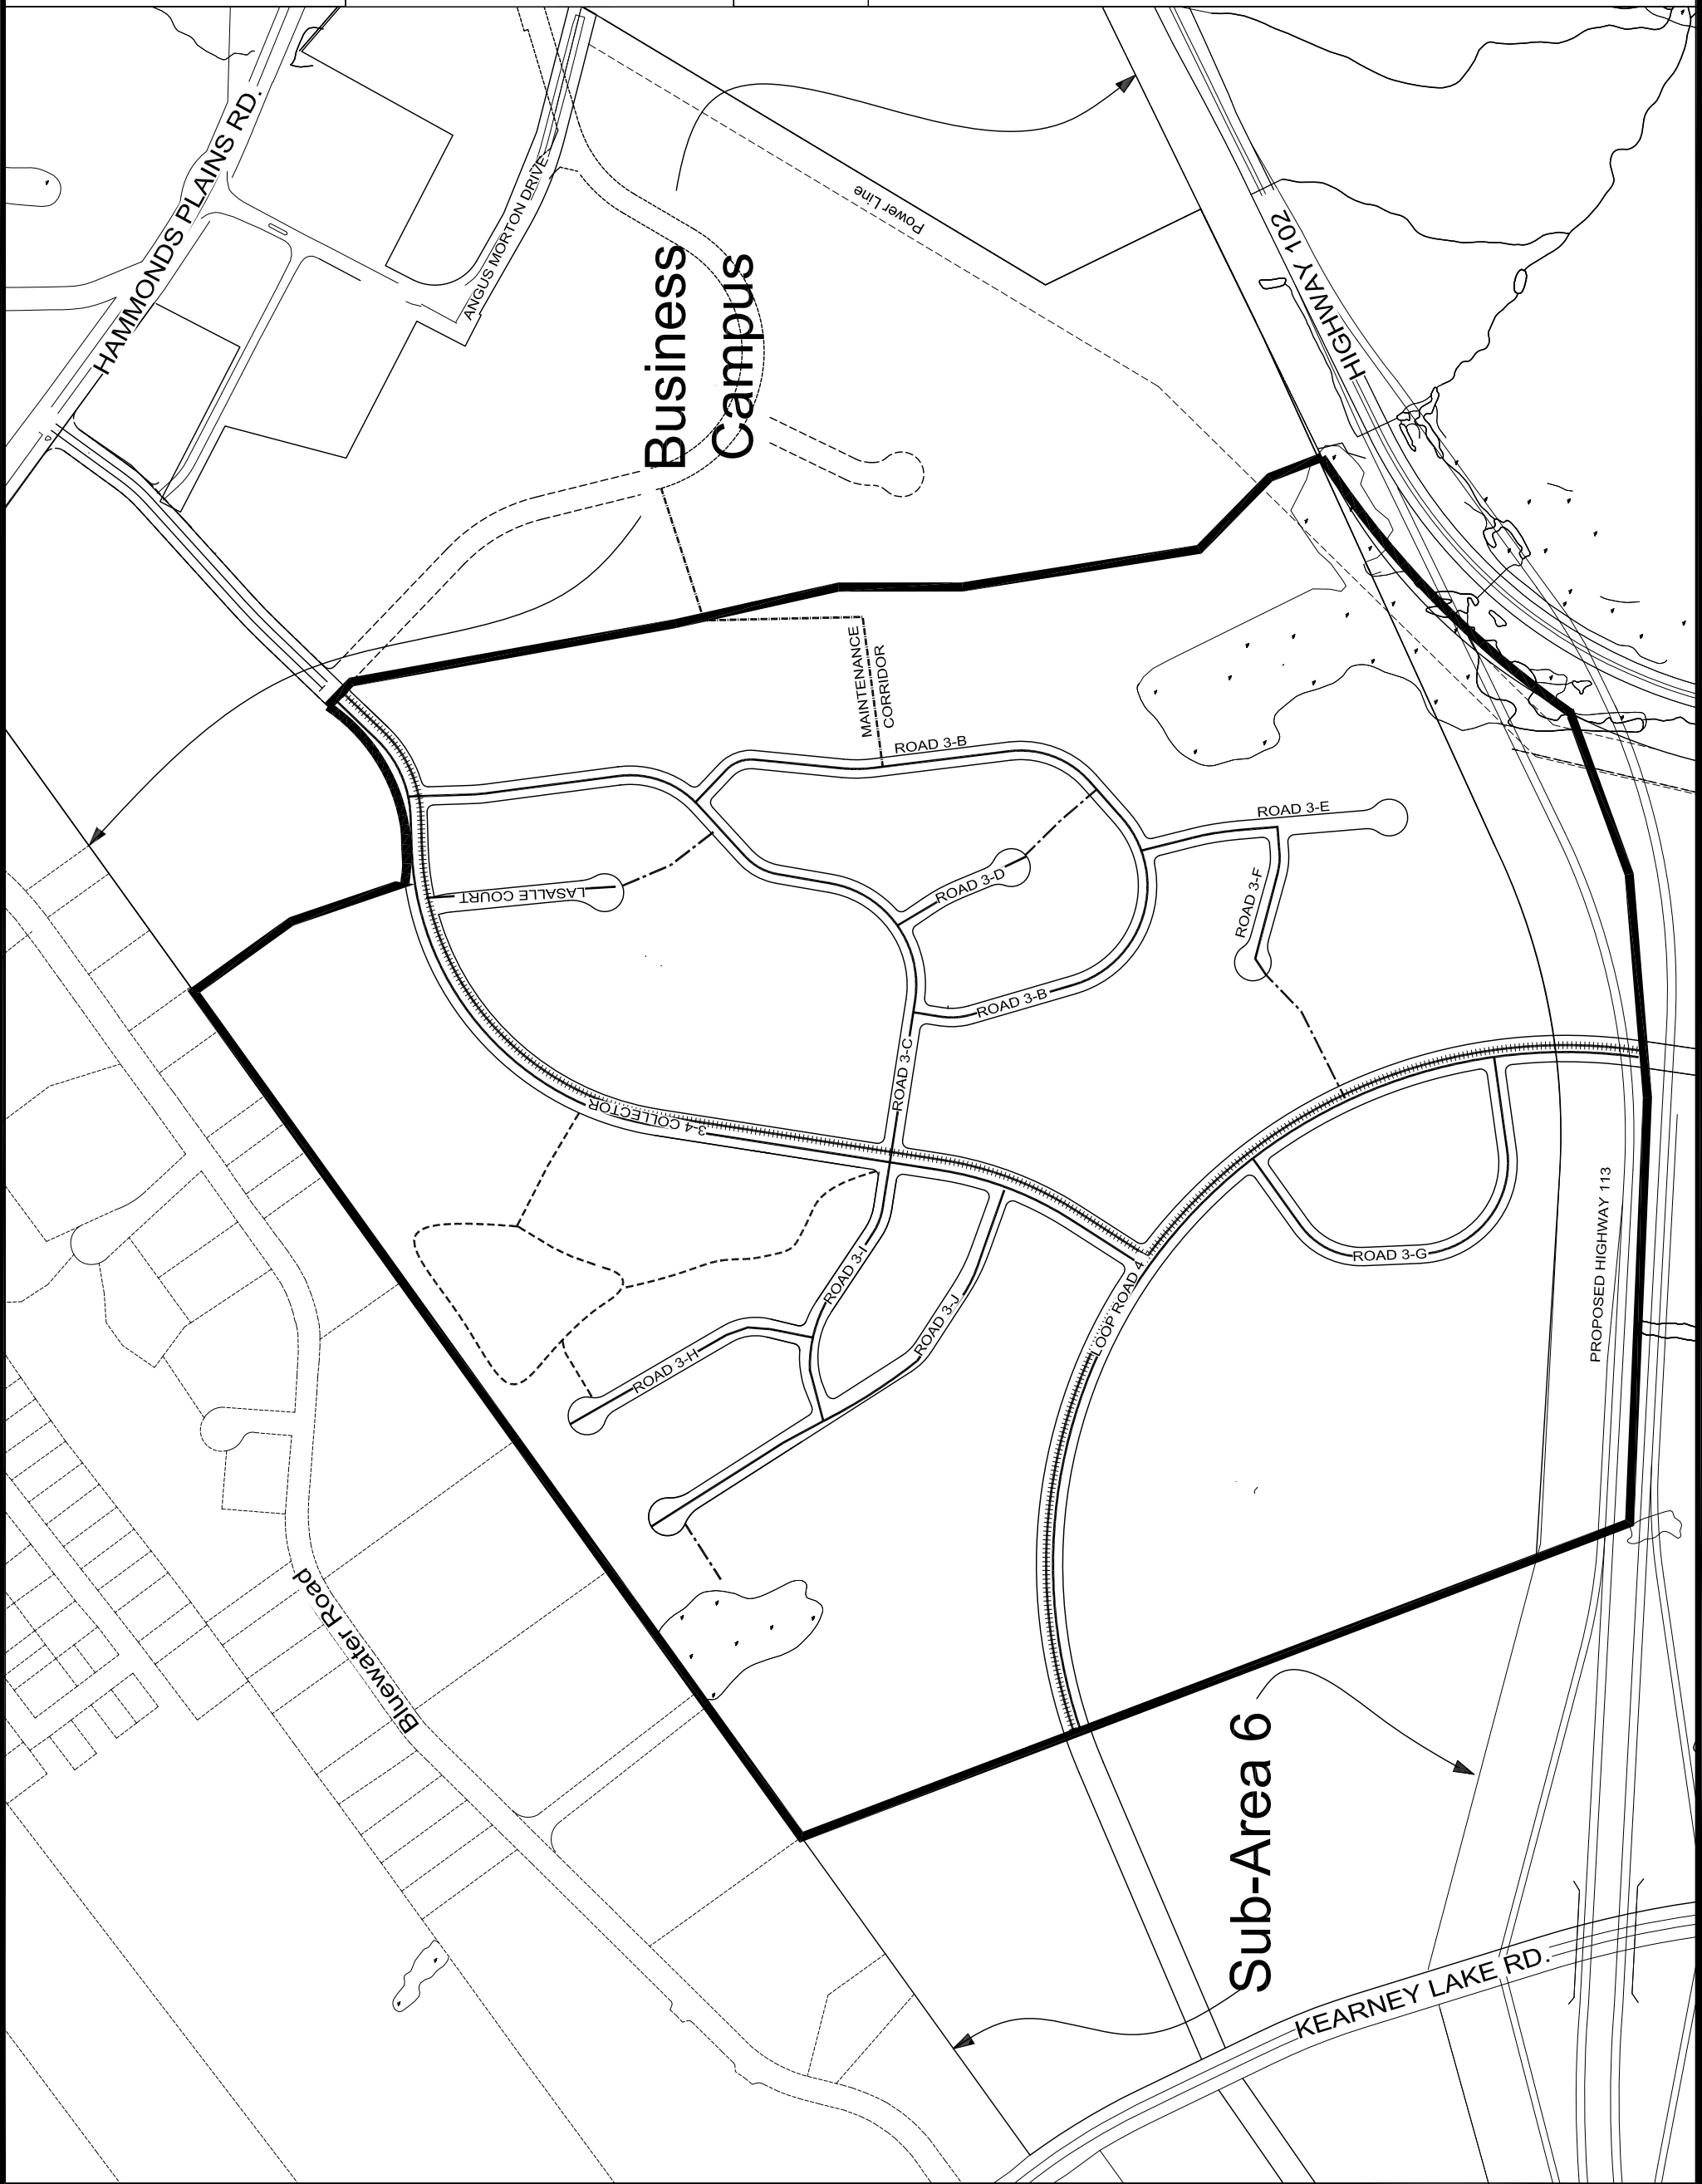 HAMMONDS PLAINS RD.
ANGUS MORTON DRIVE
Power Line
HIGHWAY 102
Business
Campus
MAINTENANCE
CORRIDOR
ROAD 3-B
ROAD 3-E
LASALLE COURT
ROAD 3-D
ROAD 3-F
ROAD 3-B
ROAD 3-C
3-4 COLLECTOR
ROAD 3-I
ROAD 3-J
ROAD 3-H
LOOP ROAD 4
ROAD 3-G
PROPOSED HIGHWAY 113
Bluewater Road
Sub-Area 6
KEARNEY LAKE RD.